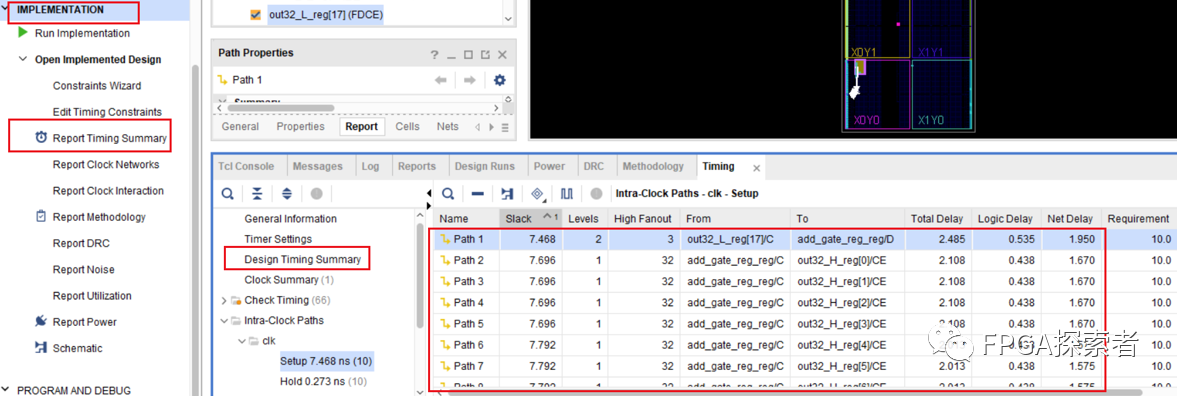 IMPLEMENTATION
Run Implementation
Open Implemented Design
Constraints Wizard
Edit Timing Constraints
Report Timing Summary
Report Clock Networks
Report Clock Interaction
Report Methodology
Report DRC
Report Noise
Report Utilization
Report Power
Schematic
PROGRAM AND DEBUG
out32_L_reg[17] (FDCE)
Path Properties
Path 1
Summary
General Properties Report Cells Nets
X0Y1 X1Y1
X0Y0 X1Y0
Tcl Console Messages Log Reports Design Runs Power DRC Methodology Timing
General Information
Timer Settings
Design Timing Summary
Clock Summary (1)
Check Timing (66)
Intra-Clock Paths
clk
Setup 7.468 ns (10)
Hold 0.273 ns (10)
Intra-Clock Paths - clk - Setup
Name Slack 1 Levels High Fanout From To Total Delay Logic Delay Net Delay Requirement
Path 1 7.468 2 3 out32_L_reg[17]/C add_gate_reg_reg/D 2.485 0.535 1.950 10.0
Path 2 7.696 1 32 add_gate_reg_reg/C out32_H_reg[0]/CE 2.108 0.438 1.670 10.0
Path 3 7.696 1 32 add_gate_reg_reg/C out32_H_reg[1]/CE 2.108 0.438 1.670 10.0
Path 4 7.696 1 32 add_gate_reg_reg/C out32_H_reg[2]/CE 2.108 0.438 1.670 10.0
Path 5 7.696 1 32 add_gate_reg_reg/C out32_H_reg[3]/CE 2.108 0.438 1.670 10.0
Path 6 7.792 1 32 add_gate_reg_reg/C out32_H_reg[4]/CE 10.0
Path 7 7.792 1 32 add_gate_reg_reg/C out32_H_reg[5]/CE 2.013 0.438 1.575 10.0
Path 8 7.792 1 32 add_gate_reg_reg/C out32_H_reg[6]/CE 2.013 0.438 1.575 10.0
FPGA探索者